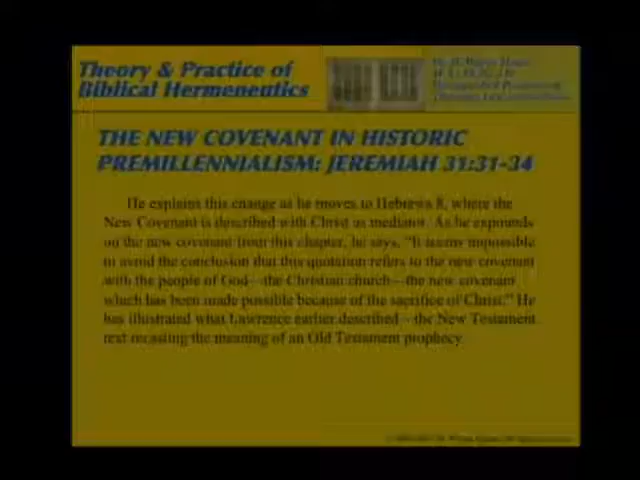 Theory & Practice of
Biblical Hermeneutics
THE NEW COVENANT IN HISTORIC
PREMILLENNIALISM: JEREMIAH 31:31-34
He explains this change as he moves to Hebrews 8, where the
New Covenant is described with Christ as mediator. As he expounds
on the new covenant from this chapter, he says, "It seems impossible
to avoid the conclusion that this quotation refers to the new covenant
with the people of God—the Christian church—the new covenant
which has been made possible because of the sacrifice of Christ." He
has illustrated what Lawrence earlier described—the New Testament
text recasting the meaning of an Old Testament prophecy.